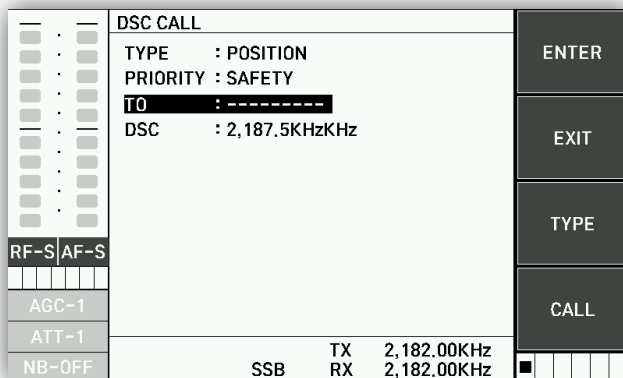 DSC CALL
TYPE : POSITION
PRIORITY : SAFETY
TO : ---------
DSC : 2,187.5KHzKHz
ENTER
EXIT
TYPE
CALL
RF-S AF-S
AGC-1
ATT-1
NB-OFF
TX 2,182.00KHz
SSB RX 2,182.00KHz